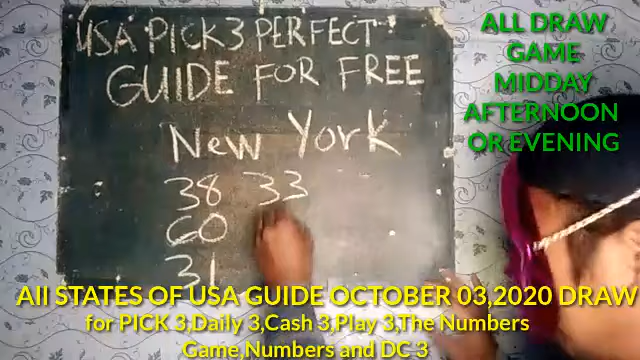 USA PICK3 PERFECT
GUIDE FOR FREE
New York
38 33
60
31
ALL DRAW
GAME
MIDDAY
AFTERNOON
OR EVENING
All STATES OF USA GUIDE OCTOBER 03,2020 DRAW
for PICK 3,Daily 3,Cash 3,Play 3,The Numbers
Game,Numbers and DC 3